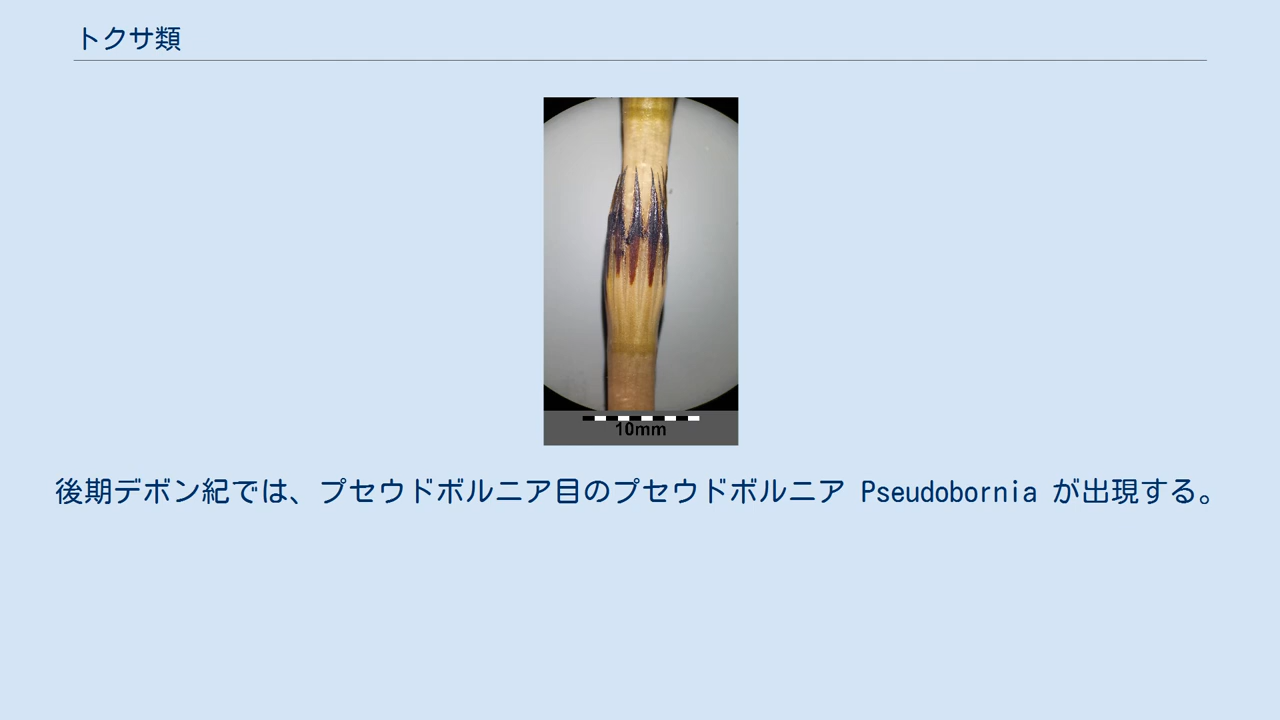 トクサ類
10mm
後期デボン紀では、プセウドボルニア目のプセウドボルニア Pseudobornia が出現する。